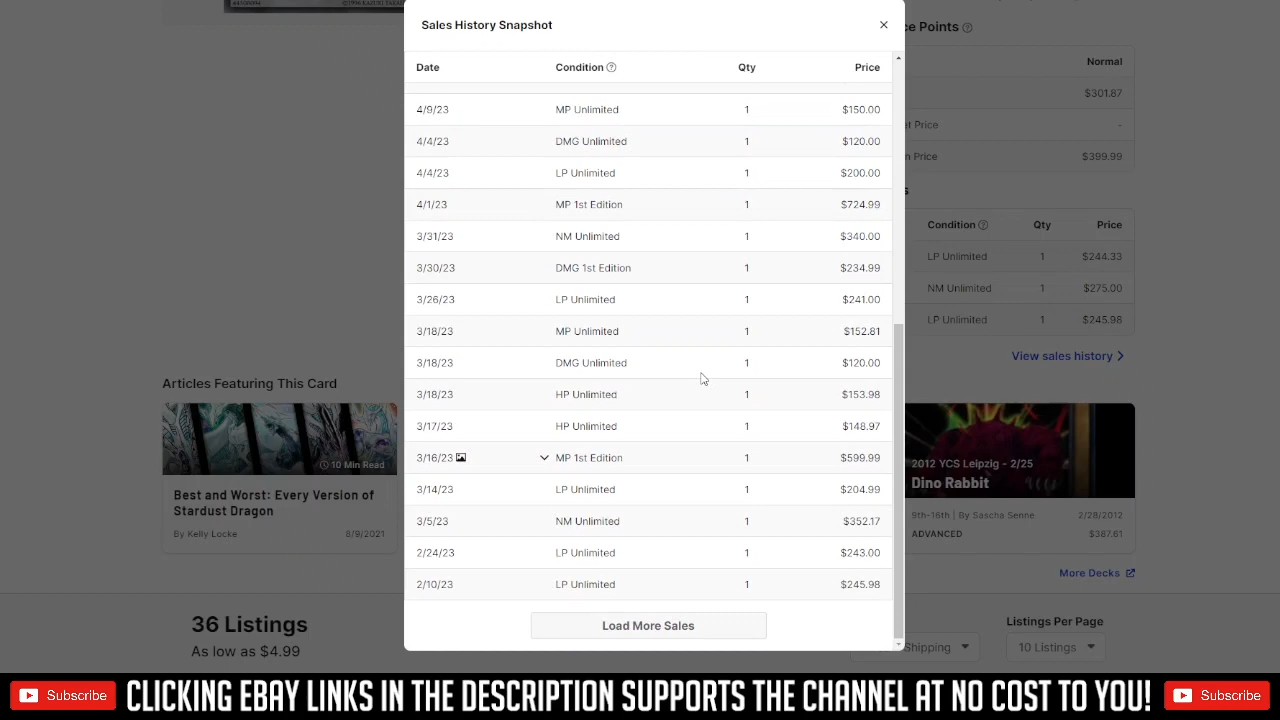 Sales History Snapshot
Date Condition Qty Price
4/9/23 MP Unlimited 1 $150.00
4/4/23 DMG Unlimited 1 $120.00
4/4/23 LP Unlimited 1 $200.00
4/1/23 MP 1st Edition 1 $724.99
3/31/23 NM Unlimited 1 $340.00
3/30/23 DMG 1st Edition 1 $234.99
3/26/23 LP Unlimited 1 $241.00
3/18/23 MP Unlimited 1 $152.81
3/18/23 DMG Unlimited 1 $120.00
3/18/23 HP Unlimited 1 $153.98
3/17/23 HP Unlimited 1 $148.97
3/16/23 MP 1st Edition 1 $599.99
3/14/23 LP Unlimited 1 $204.99
3/5/23 NM Unlimited 1 $352.17
2/24/23 LP Unlimited 1 $243.00
2/10/23 LP Unlimited 1 $245.98
Load More Sales
ce Points
Normal
$301.87
et Price -
n Price $399.99
s
Condition Qty Price
LP Unlimited 1 $244.33
NM Unlimited 1 $275.00
LP Unlimited 1 $245.98
View sales history
Articles Featuring This Card
10 Min Read
Best and Worst: Every Version of
Stardust Dragon
By Kelly Locke 8/9/2021
2012 YCS Leipzig - 2/25
Dino Rabbit
9th-16th | By Sascha Senne 2/28/2012
ADVANCED $387.61
More Decks
36 Listings
As low as $4.99
Shipping
Listings Per Page
10 Listings
Subscribe
CLICKING EBAY LINKS IN THE DESCRIPTION SUPPORTS THE CHANNEL AT NO COST TO YOU!
Subscribe